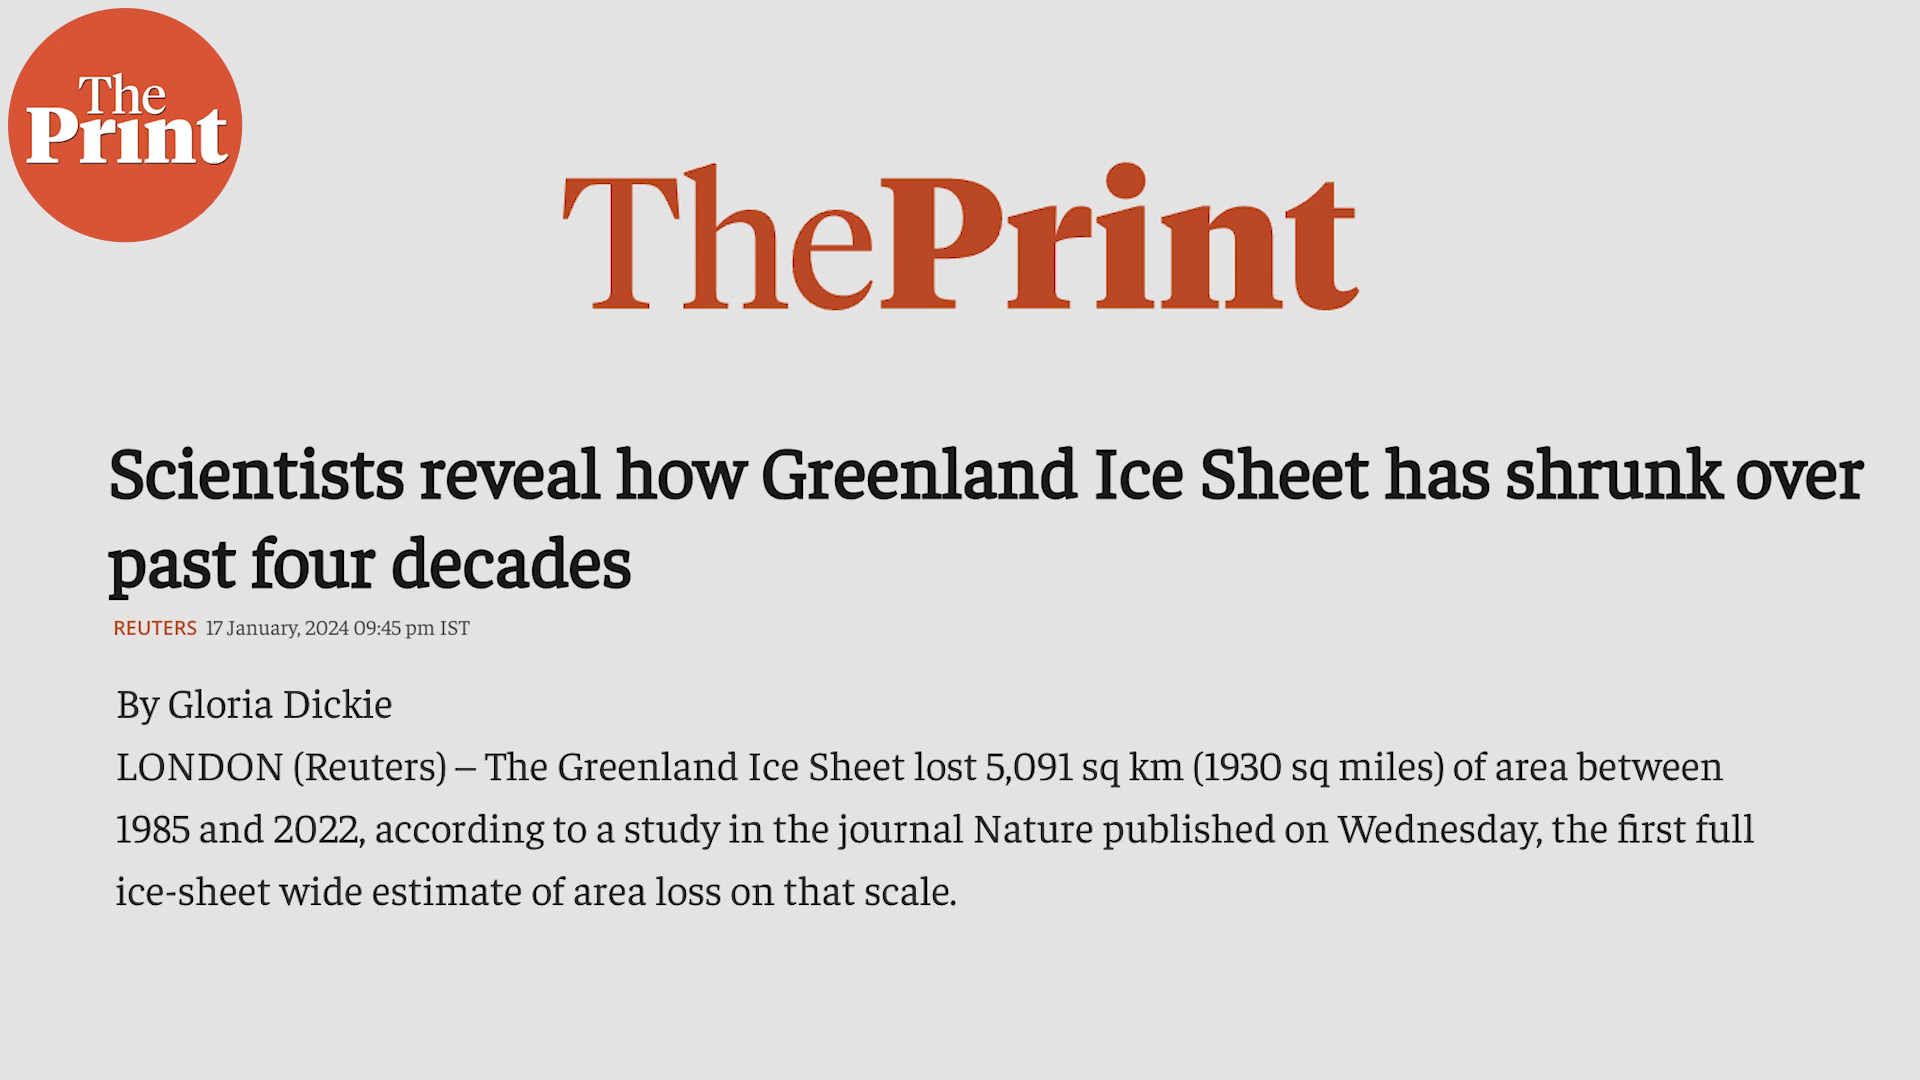 The
Print
ThePrint
Scientists reveal how Greenland Ice Sheet has shrunk over
past four decades
REUTERS 17 January, 2024 09:45 pm IST
By Gloria Dickie
LONDON (Reuters) – The Greenland Ice Sheet lost 5,091 sq km (1930 sq miles) of area between
1985 and 2022, according to a study in the journal Nature published on Wednesday, the first full
ice-sheet wide estimate of area loss on that scale.